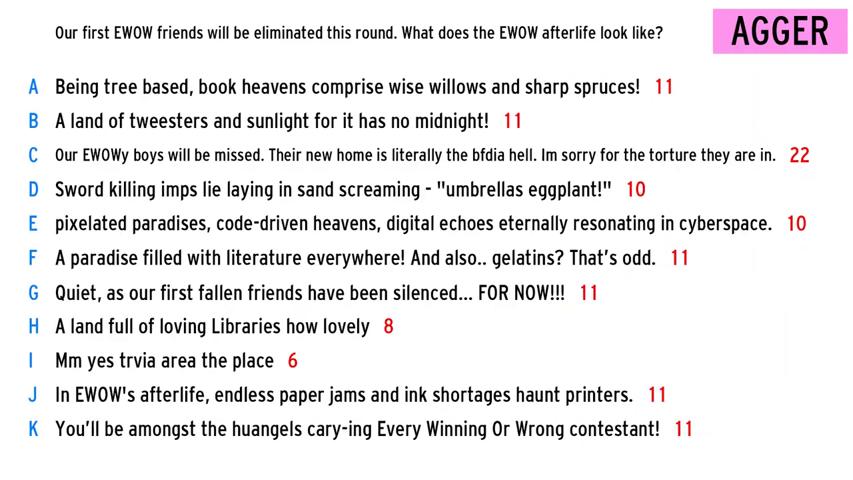 Our first EWOW friends will be eliminated this round. What does the EWOW afterlife look like?
AGGER
A Being tree based, book heavens comprise wise willows and sharp spruces! 11
B A land of tweesters and sunlight for it has no midnight! 11
C Our EWOWy boys will be missed. Their new home is literally the bfdia hell. Im sorry for the torture they are in. 22
D Sword killing imps lie laying in sand screaming - "umbrellas eggplant!" 10
E pixelated paradises, code-driven heavens, digital echoes eternally resonating in cyberspace. 10
F A paradise filled with literature everywhere! And also.. gelatins? That's odd. 11
G Quiet, as our first fallen friends have been silenced... FOR NOW!!! 11
H A land full of loving Libraries how lovely 8
I Mm yes trvia area the place 6
J In EWOW's afterlife, endless paper jams and ink shortages haunt printers. 11
K You'll be amongst the huangels cary-ing Every Winning Or Wrong contestant! 11